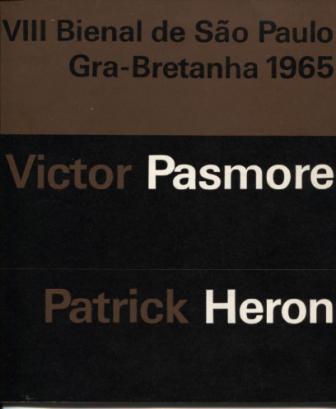 VIII Bienal de São Paulo
Gra-Bretanha 1965
Victor Pasmore
Patrick Heron